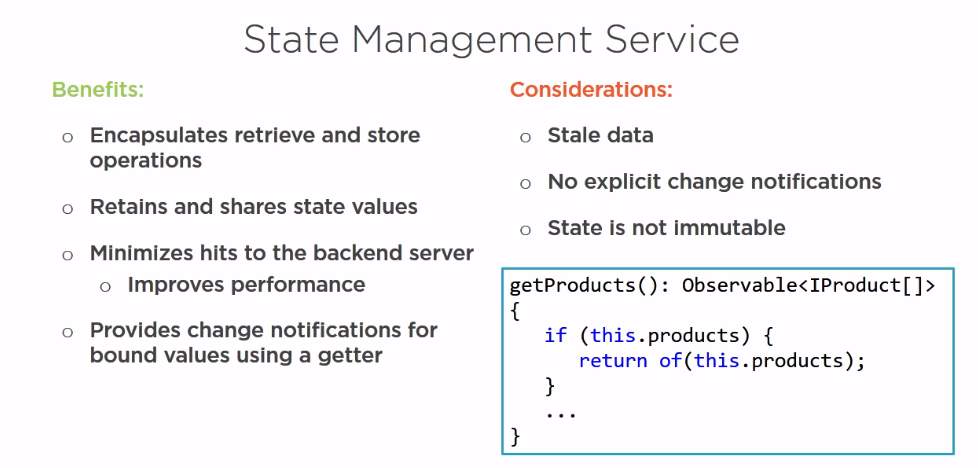 State Management Service
Benefits:
o Encapsulates retrieve and store
operations
o Retains and shares state values
o Minimizes hits to the backend server
o Improves performance
o Provides change notifications for
bound values using a getter
Considerations:
o Stale data
o No explicit change notifications
o State is not immutable
getProducts(): Observable<IProduct[]>
{
if (this.products) {
return of(this.products);
}
...
}